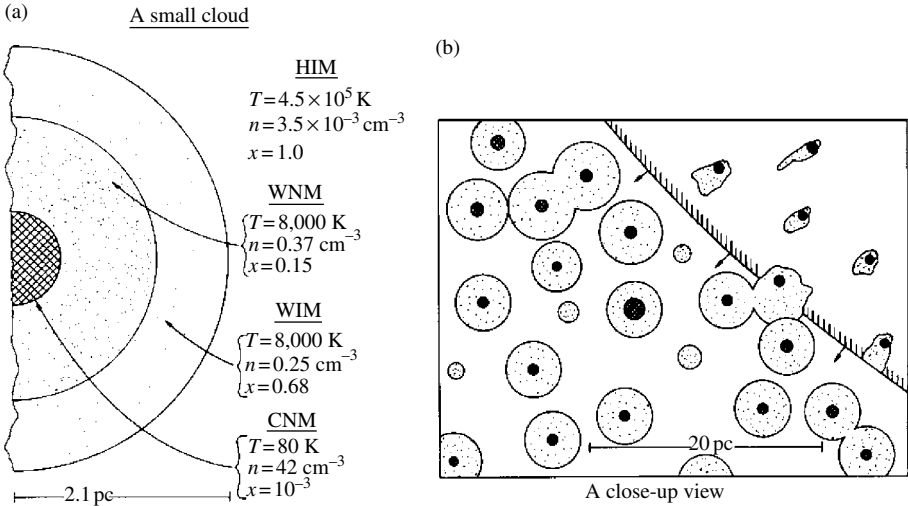 (a)
A small cloud
HIM
T = 4.5 × 10⁵ K
n = 3.5 × 10⁻³ cm⁻³
x = 1.0
WNM
T = 8,000 K
n = 0.37 cm⁻³
x = 0.15
WIM
T = 8,000 K
n = 0.25 cm⁻³
x = 0.68
CNM
T = 80 K
n = 42 cm⁻³
x = 10⁻³
2.1 pc
(b)
20 pc
A close-up view